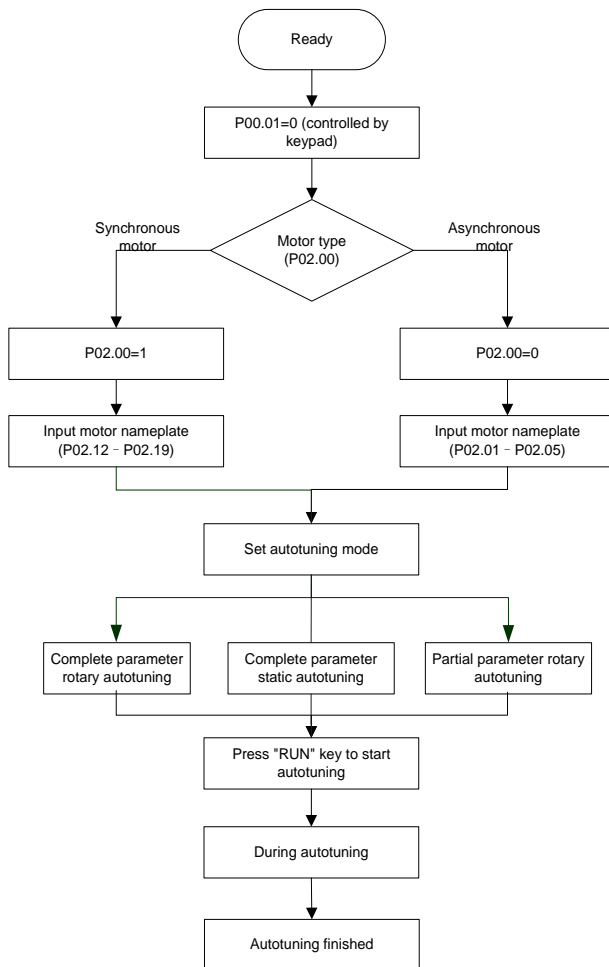 Ready
P00.01=0 (controlled by
keypad)
Synchronous
motor
Motor type
(P02.00)
Asynchronous
motor
P02.00=1
P02.00=0
Input motor nameplate
(P02.12–P02.19)
Input motor nameplate
(P02.01–P02.05)
Set autotuning mode
Complete parameter
rotary autotuning
Complete parameter
static autotuning
Partial parameter rotary
autotuning
Press "RUN" key to start
autotuning
During autotuning
Autotuning finished